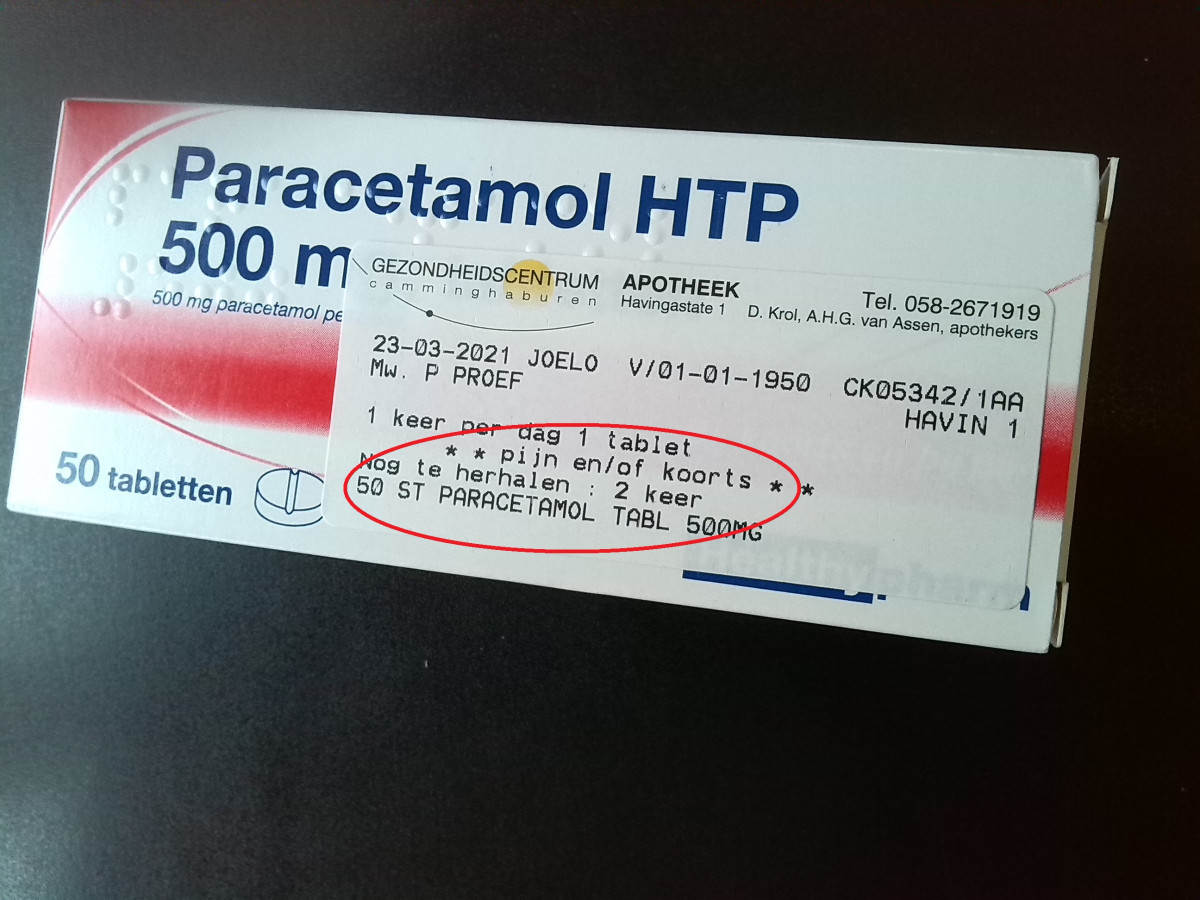 Paracetamol HTP
500 m
500 mg paracetamol pe
GEZONDHEIDSCENTRUM
camminghaburen
APOTHEEK
Havingastate 1
Tel. 058-2671919
D. Krol, A.H.G. van Assen, apothekers
23-03-2021 JOELO V/01-01-1950 CK05342/1AA
Mw. P PROEF HAVIN 1
1 keer per dag 1 tablet
* * pijn en/of koorts * *
Nog te herhalen : 2 keer
50 ST PARACETAMOL TABL 500MG
50 tabletten
healthypharm